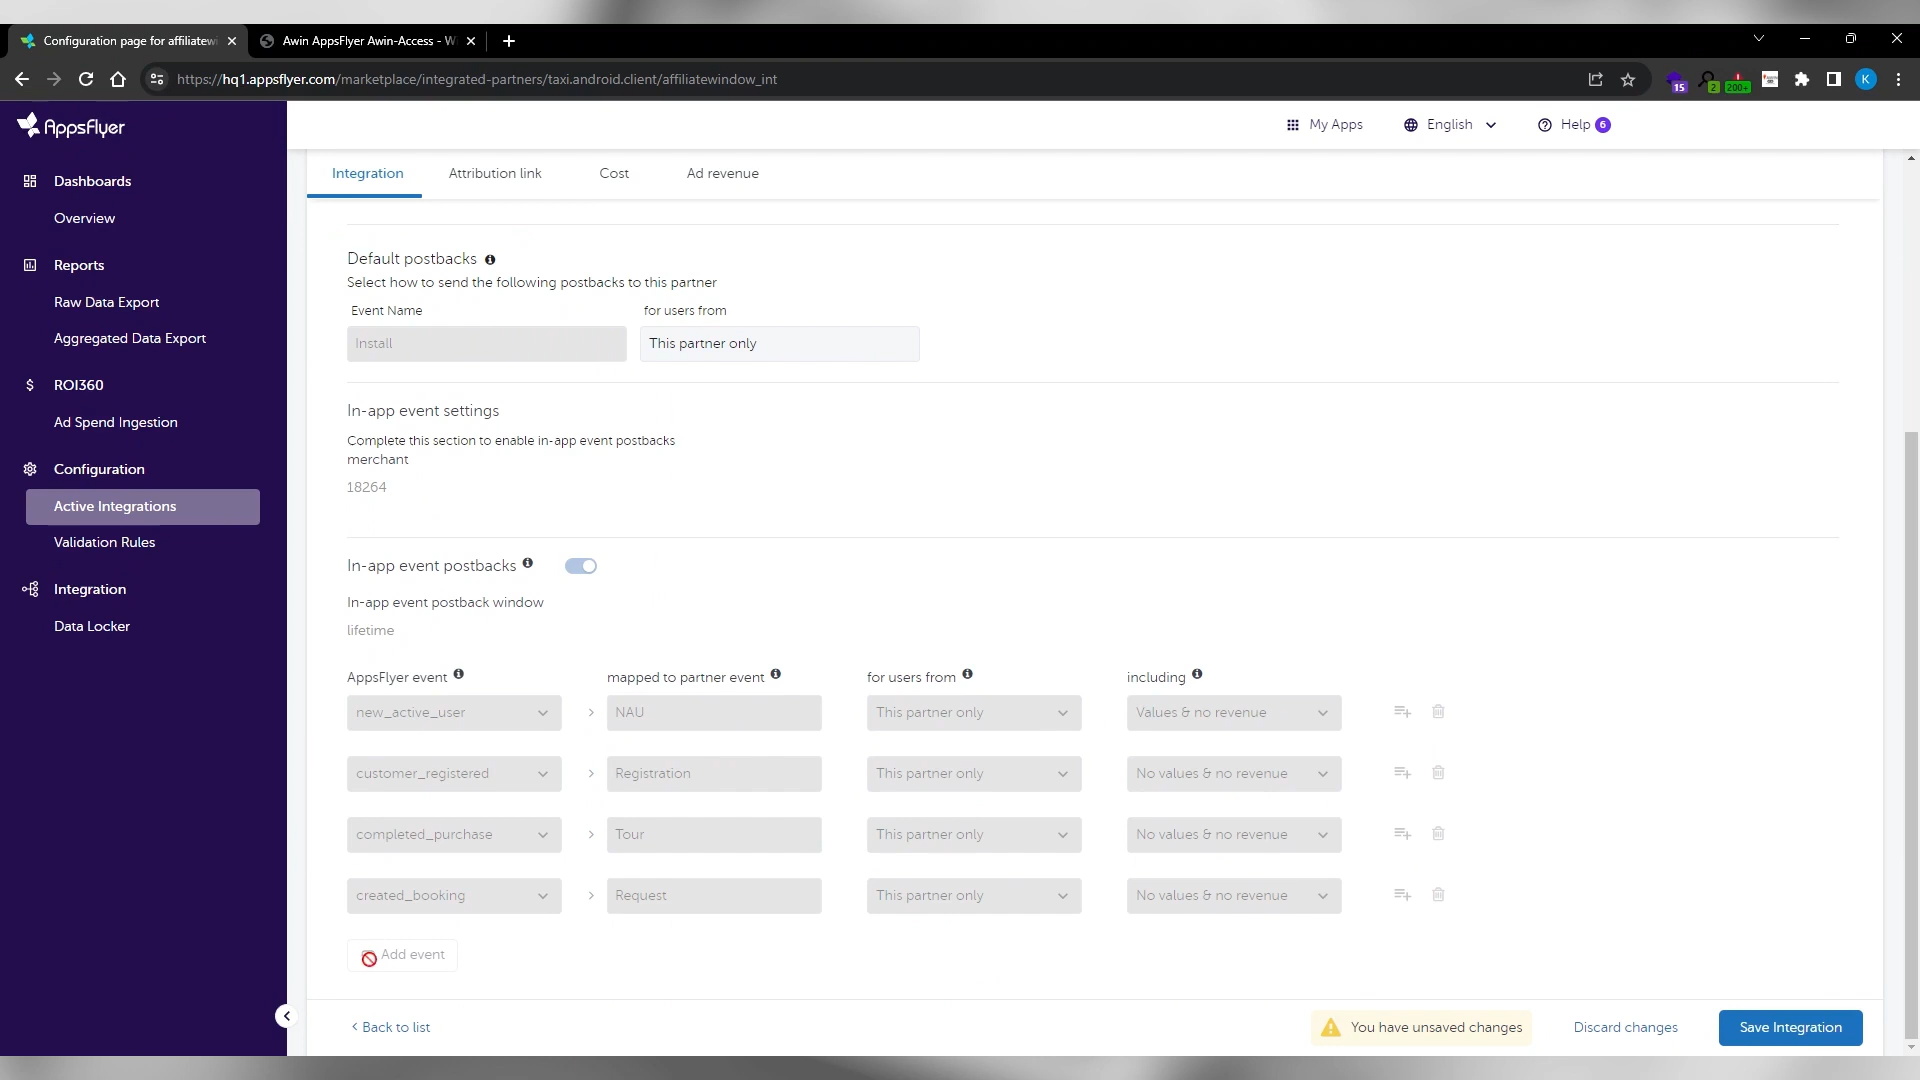 Configuration page for affiliatewi
Awin AppsFlyer Awin-Access - W
https://hq1.appsflyer.com/marketplace/integrated-partners/taxi.android.client/affiliatewindow_int
15
2
200+
K
AppsFlyer
My Apps
English
Help 6
Dashboards
Overview
Reports
Raw Data Export
Aggregated Data Export
ROI360
Ad Spend Ingestion
Configuration
Active Integrations
Validation Rules
Integration
Data Locker
Integration Attribution link Cost Ad revenue
Default postbacks
Select how to send the following postbacks to this partner
Event Name for users from
Install This partner only
In-app event settings
Complete this section to enable in-app event postbacks
merchant
18264
In-app event postbacks
In-app event postback window
lifetime
AppsFlyer event mapped to partner event for users from including
new_active_user > NAU This partner only Values & no revenue
customer_registered > Registration This partner only No values & no revenue
completed_purchase > Tour This partner only No values & no revenue
created_booking > Request This partner only No values & no revenue
Add event
< Back to list
You have unsaved changes
Discard changes
Save Integration